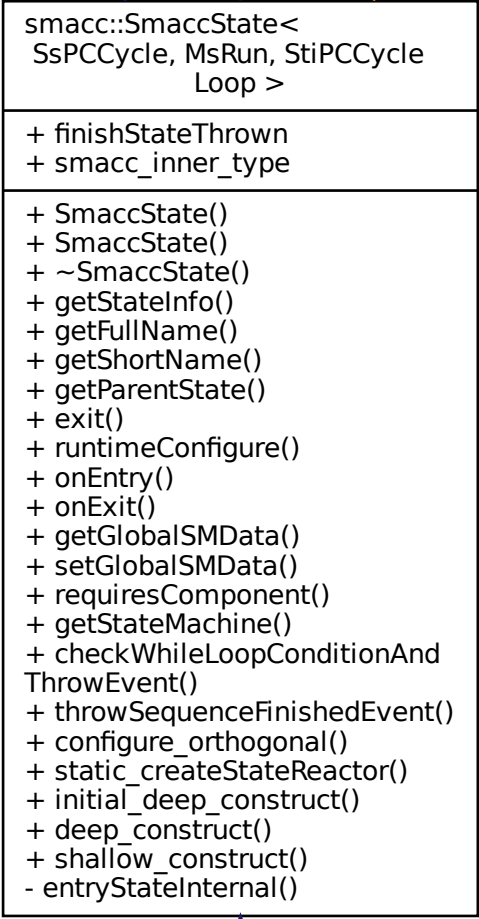 smacc::SmaccState<
SsPCCycle, MsRun, StiPCCycle
Loop >
+ finishStateThrown
+ smacc_inner_type
+ SmaccState()
+ SmaccState()
+ ~SmaccState()
+ getStateInfo()
+ getFullName()
+ getShortName()
+ getParentState()
+ exit()
+ runtimeConfigure()
+ onEntry()
+ onExit()
+ getGlobalSMData()
+ setGlobalSMData()
+ requiresComponent()
+ getStateMachine()
+ checkWhileLoopConditionAnd
ThrowEvent()
+ throwSequenceFinishedEvent()
+ configure_orthogonal()
+ static_createStateReactor()
+ initial_deep_construct()
+ deep_construct()
+ shallow_construct()
- entryStateInternal()